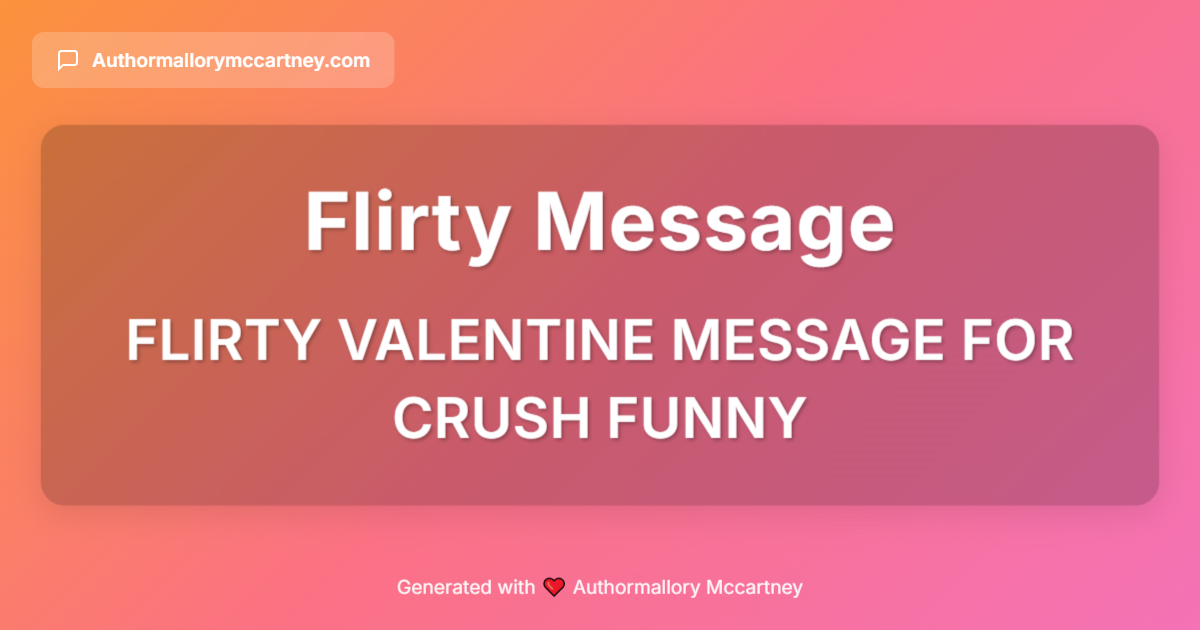 Authormallorymccartney.com
Flirty Message
FLIRTY VALENTINE MESSAGE FOR
CRUSH FUNNY
Generated with ❤️ Authormallory Mccartney